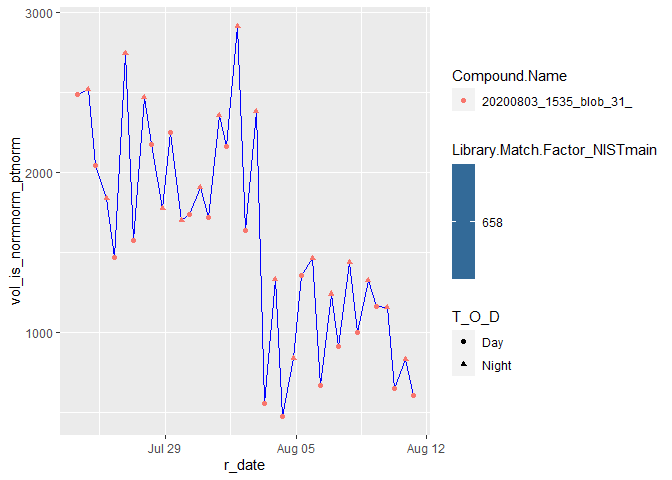 3000
2000
1000
vol_is_normnorm_ptnorm
Jul 29
Aug 05
Aug 12
r_date
Compound.Name
20200803_1535_blob_31_
Library.Match.Factor_NISTmain
658
T_O_D
Day
Night